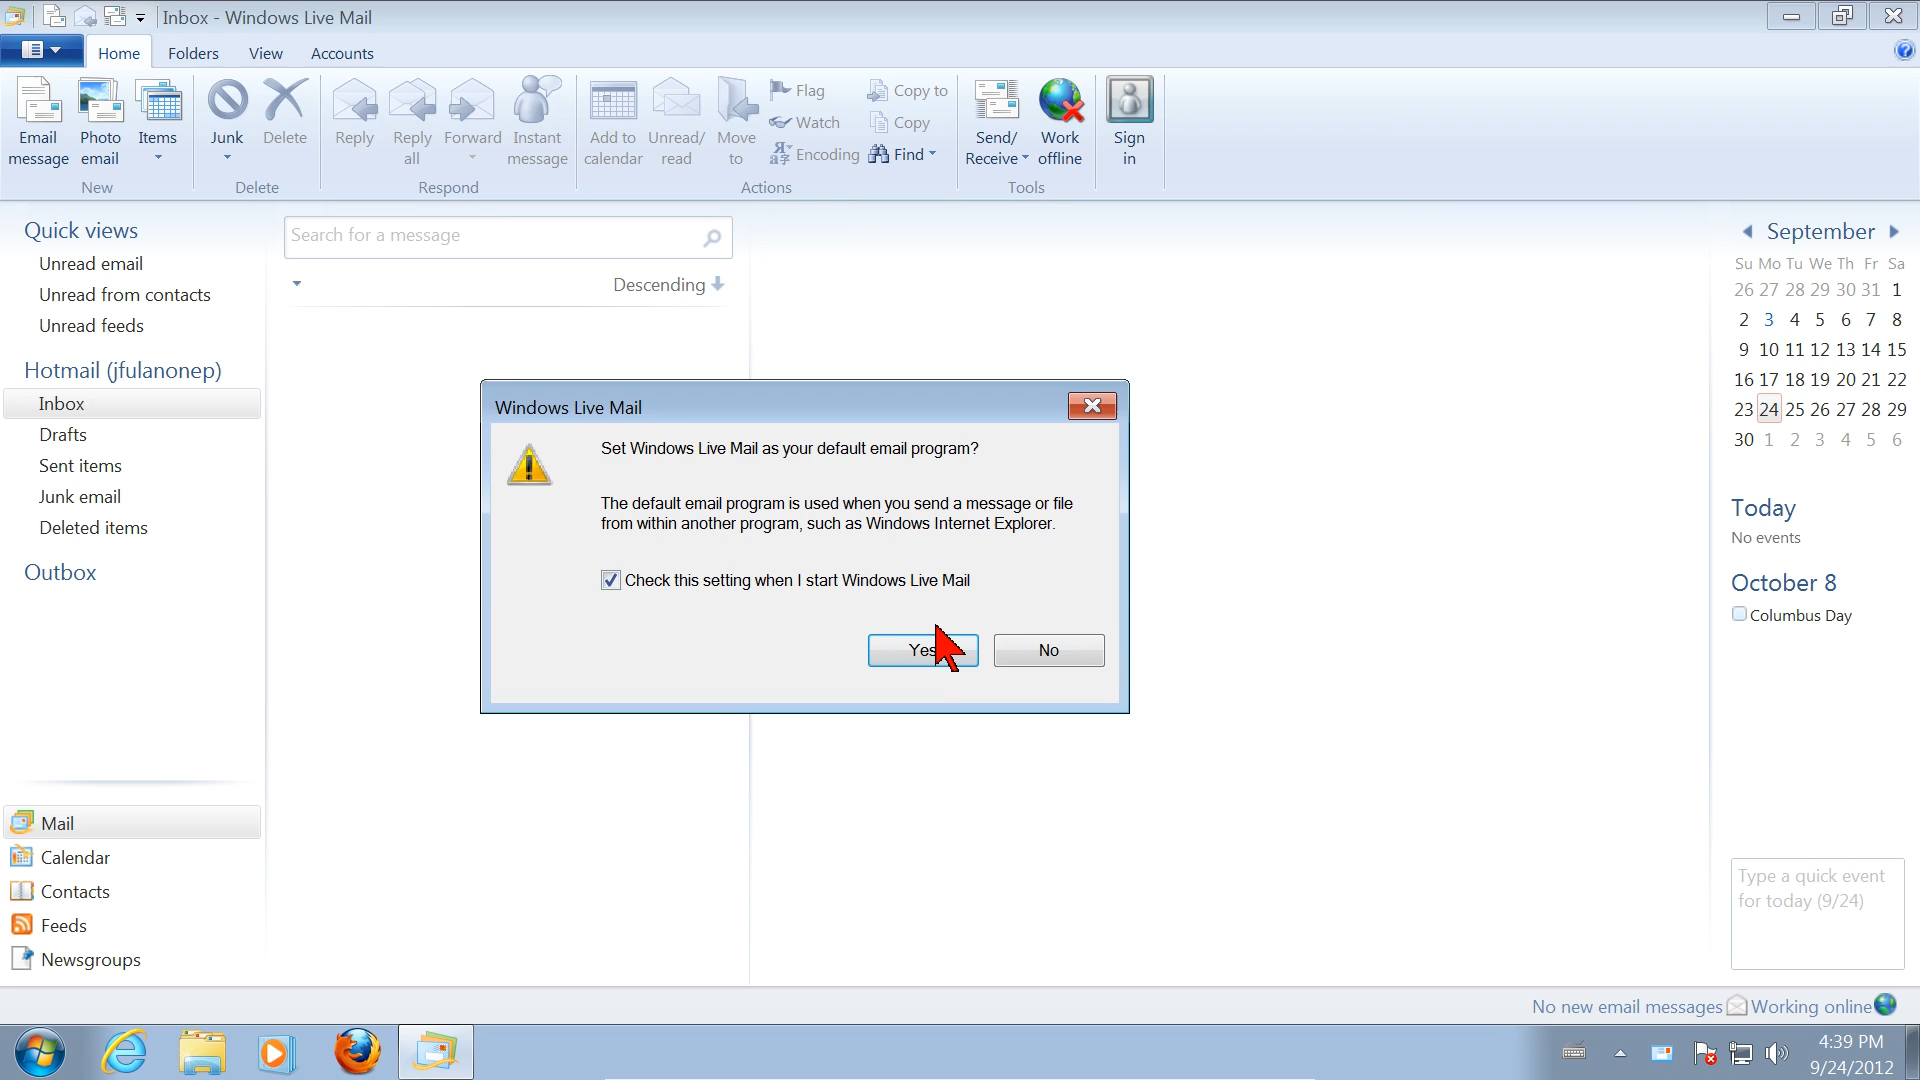 Inbox - Windows Live Mail
Home
Folders
View
Accounts
Email message
Photo email
Items
New
Junk
Delete
Delete
Reply
Reply all
Forward
Instant message
Respond
Add to calendar
Unread/ read
Move to
Flag
Watch
Encoding
Copy to
Copy
Find
Actions
Send/ Receive
Work offline
Tools
Sign in
Quick views
Unread email
Unread from contacts
Unread feeds
Hotmail (jfulanonep)
Inbox
Drafts
Sent items
Junk email
Deleted items
Outbox
Mail
Calendar
Contacts
Feeds
Newsgroups
Search for a message
Descending
Windows Live Mail
Set Windows Live Mail as your default email program?
The default email program is used when you send a message or file
from within another program, such as Windows Internet Explorer.
Check this setting when I start Windows Live Mail
Yes
No
September
Su Mo Tu We Th Fr Sa
26 27 28 29 30 31 1
2 3 4 5 6 7 8
9 10 11 12 13 14 15
16 17 18 19 20 21 22
23 24 25 26 27 28 29
30 1 2 3 4 5 6
Today
No events
October 8
Columbus Day
Type a quick event
for today (9/24)
No new email messages
Working online
4:39 PM
9/24/2012